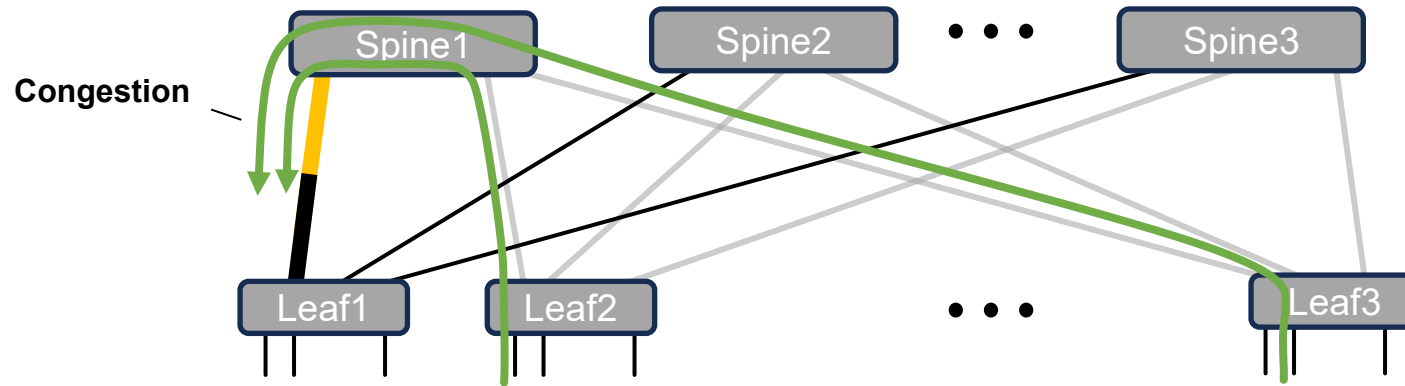 Spine1
Spine2
Spine3
Congestion
Leaf1
Leaf2
Leaf3